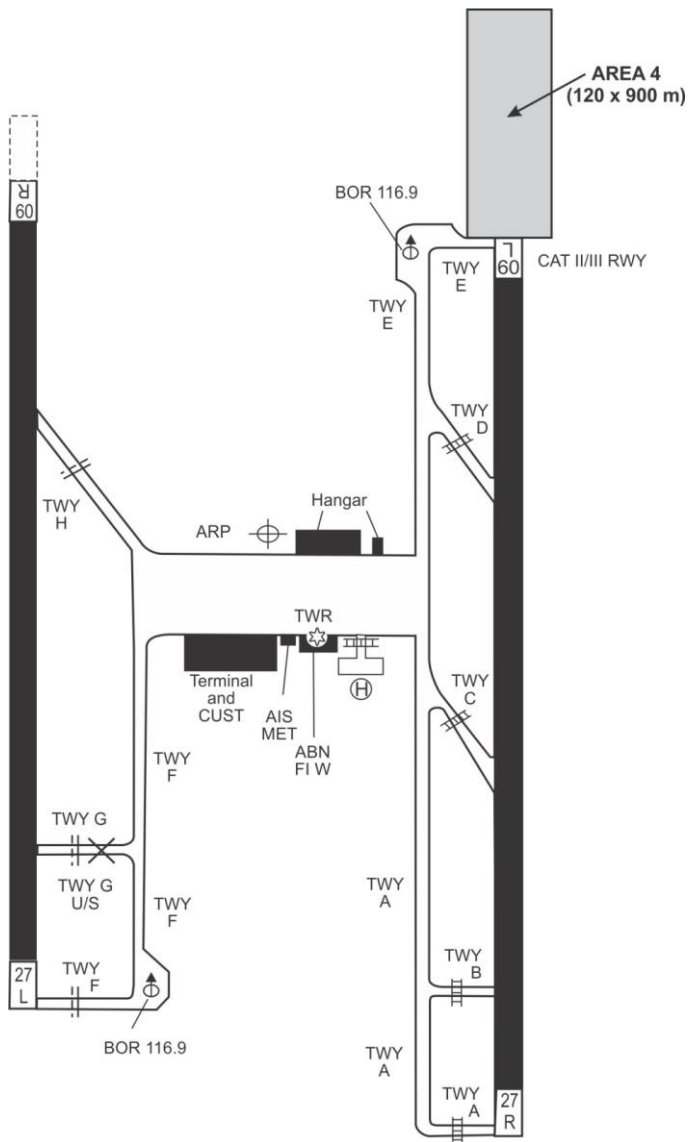 AREA 4
(120 x 900 m)
09
R
BOR 116.9
09
L
CAT II/III RWY
TWY
E
TWY
E
TWY
D
TWY
H
ARP
Hangar
TWR
Terminal
and
CUST
AIS
MET
ABN
FI W
H
TWY
C
TWY
F
TWY G
TWY G
U/S
TWY
F
TWY
A
27
L
TWY
F
BOR 116.9
TWY
B
TWY
A
TWY
A
27
R